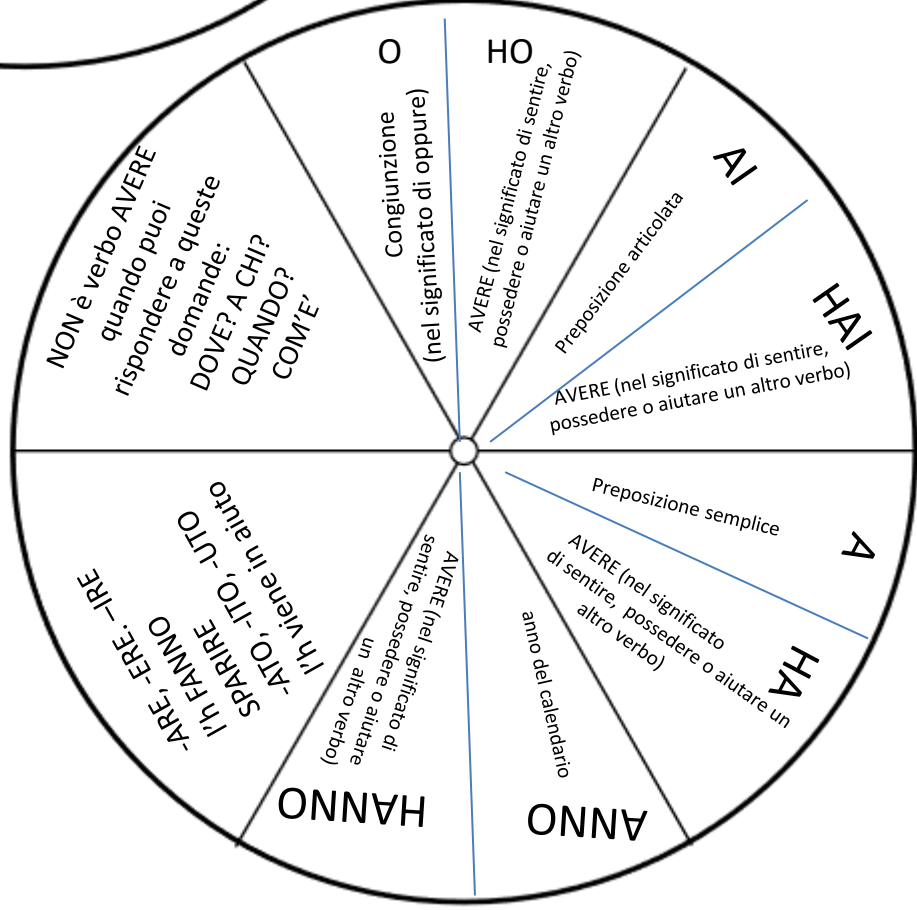 O
Congiunzione
(nel significato di oppure)
HO
AVERE (nel significato di sentire,
possedere o aiutare un altro verbo)
AI
Preposizione articolata
HAI
AVERE (nel significato di sentire,
possedere o aiutare un altro verbo)
A
Preposizione semplice
HA
AVERE (nel significato
di sentire, possedere o aiutare un
altro verbo)
ANNO
anno del calendario
HANNO
AVERE (nel significato di
sentire, possedere o aiutare
un altro verbo)
-ARE, -ERE. –IRE
l'h FANNO
SPARIRE
-ATO, -ITO, -UTO
l'h viene in aiuto
NON è verbo AVERE
quando puoi
rispondere a queste
domande:
DOVE? A CHI?
QUANDO?
COM'E'